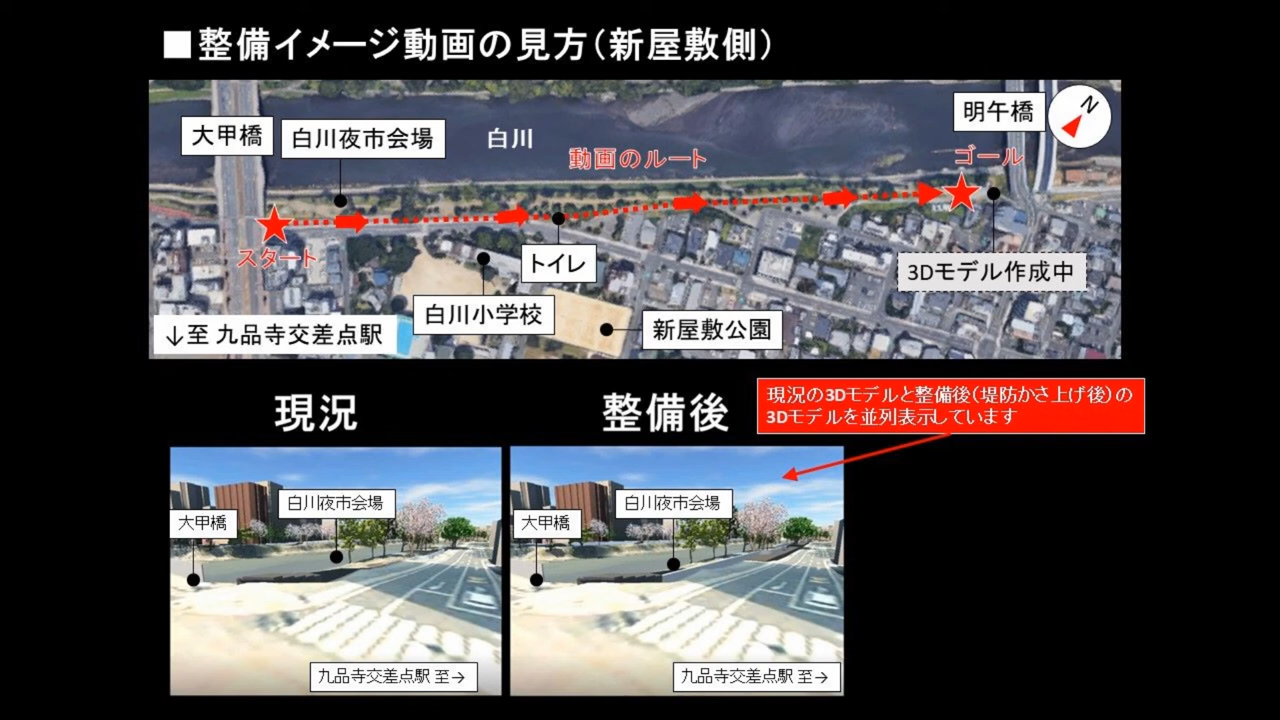 ■整備イメージ動画の見方(新屋敷側)
大甲橋
白川夜市会場
白川
動画のルート
明午橋
N
ゴール
スタート
トイレ
3Dモデル作成中
白川小学校
新屋敷公園
↓至 九品寺交差点駅
現況
整備後
現況の3Dモデルと整備後(堤防かさ上げ後)の
3Dモデルを並列表示しています
白川夜市会場
大甲橋
九品寺交差点駅 至→
白川夜市会場
大甲橋
九品寺交差点駅 至→